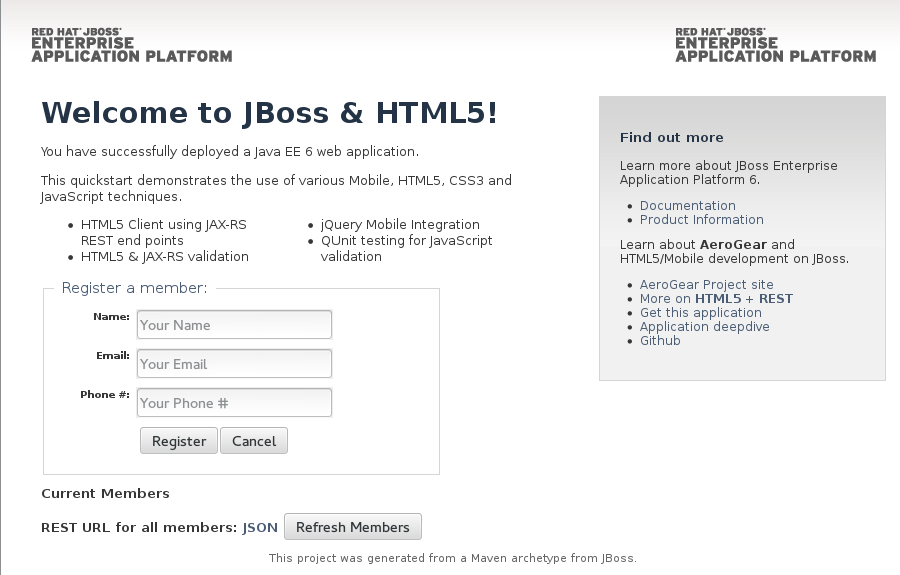 RED HAT® JBOSS®
ENTERPRISE
APPLICATION PLATFORM
RED HAT® JBOSS®
ENTERPRISE
APPLICATION PLATFORM
Welcome to JBoss & HTML5!
You have successfully deployed a Java EE 6 web application.
This quickstart demonstrates the use of various Mobile, HTML5, CSS3 and
JavaScript techniques.
• HTML5 Client using JAX-RS
REST end points
• HTML5 & JAX-RS validation
• jQuery Mobile Integration
• QUnit testing for JavaScript
validation
Register a member:
Name:
Your Name
Email:
Your Email
Phone #:
Your Phone #
Register
Cancel
Current Members
REST URL for all members: JSON
Refresh Members
Find out more
Learn more about JBoss Enterprise
Application Platform 6.
• Documentation
• Product Information
Learn about AeroGear and
HTML5/Mobile development on JBoss.
• AeroGear Project site
• More on HTML5 + REST
• Get this application
• Application deepdive
• Github
This project was generated from a Maven archetype from JBoss.